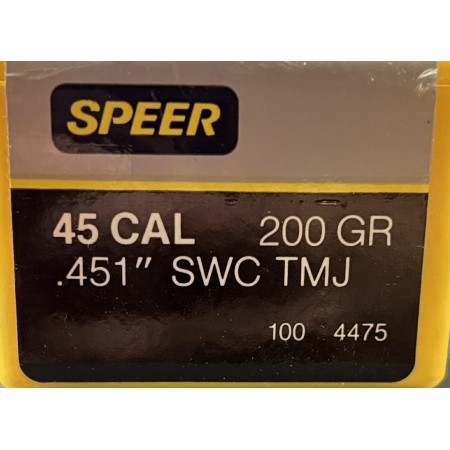 SPEER
45 CAL 200 GR
.451" SWC TMJ
100 4475